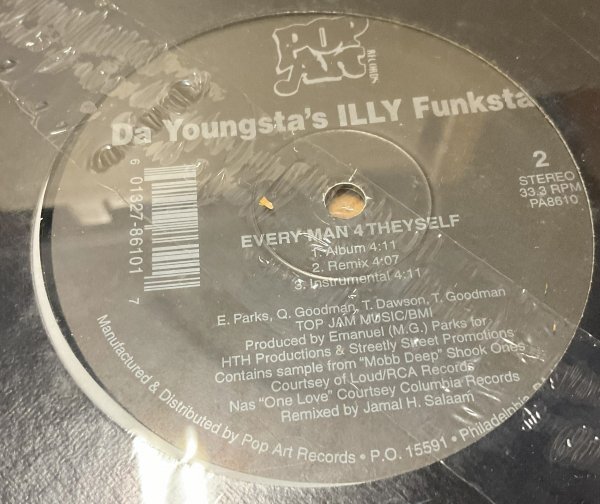 POP
ART
RECORDS
Da Youngsta's ILLY Funksta
2
STEREO
33.3 RPM
PA8610
6 01327-86101 7
EVERY MAN 4 THEYSELF
1. Album 4:11
2. Remix 4:07
3. Instrumental 4:11
E. Parks, Q. Goodman, T. Dawson, T. Goodman
TOP JAM MUSIC/BMI
Produced by Emanuel (M.G.) Parks for
HTH Productions & Streetly Street Promotions
Contains sample from "Mobb Deep" Shook Ones
Courtsey of Loud/RCA Records
Nas "One Love" Courtsey Columbia Records
Remixed by Jamal H. Salaam
Manufactured & Distributed by Pop Art Records • P.O. 15591 • Philadelphia,